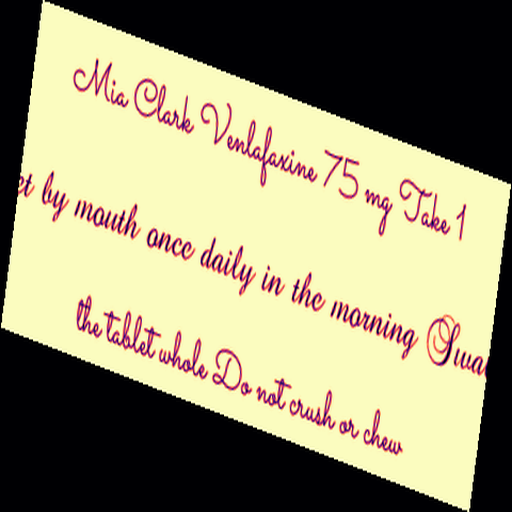 Mia Clark Venlafaxine 75 mg Take 1
by mouth once daily in the morning
the tablet whole Do not crush or chew